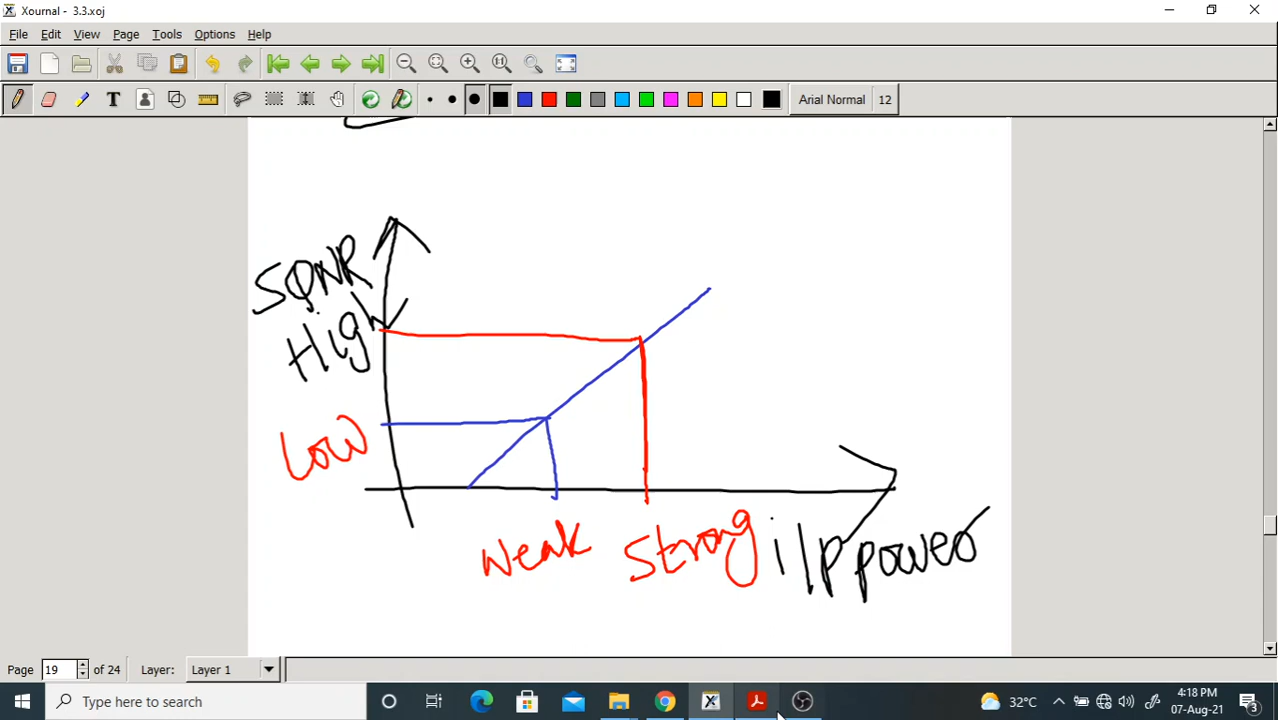 Xournal - 3.3.xoj
File Edit View Page Tools Options Help
Arial Normal 12
SQNR
High
Low
Weak Strong i/p power
Page 19 of 24 Layer: Layer 1
Type here to search
32°C
4:18 PM
07-Aug-21
3